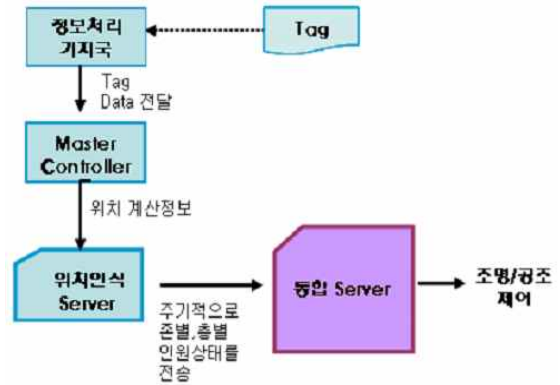 정보처리
기지국
Tag
Tag
Data 전달
Master
Controller
위치 계산정보
위치인식
Server
주기적으로
존별,층별
인원상태를
전송
통합 Server
조명/공조
제어